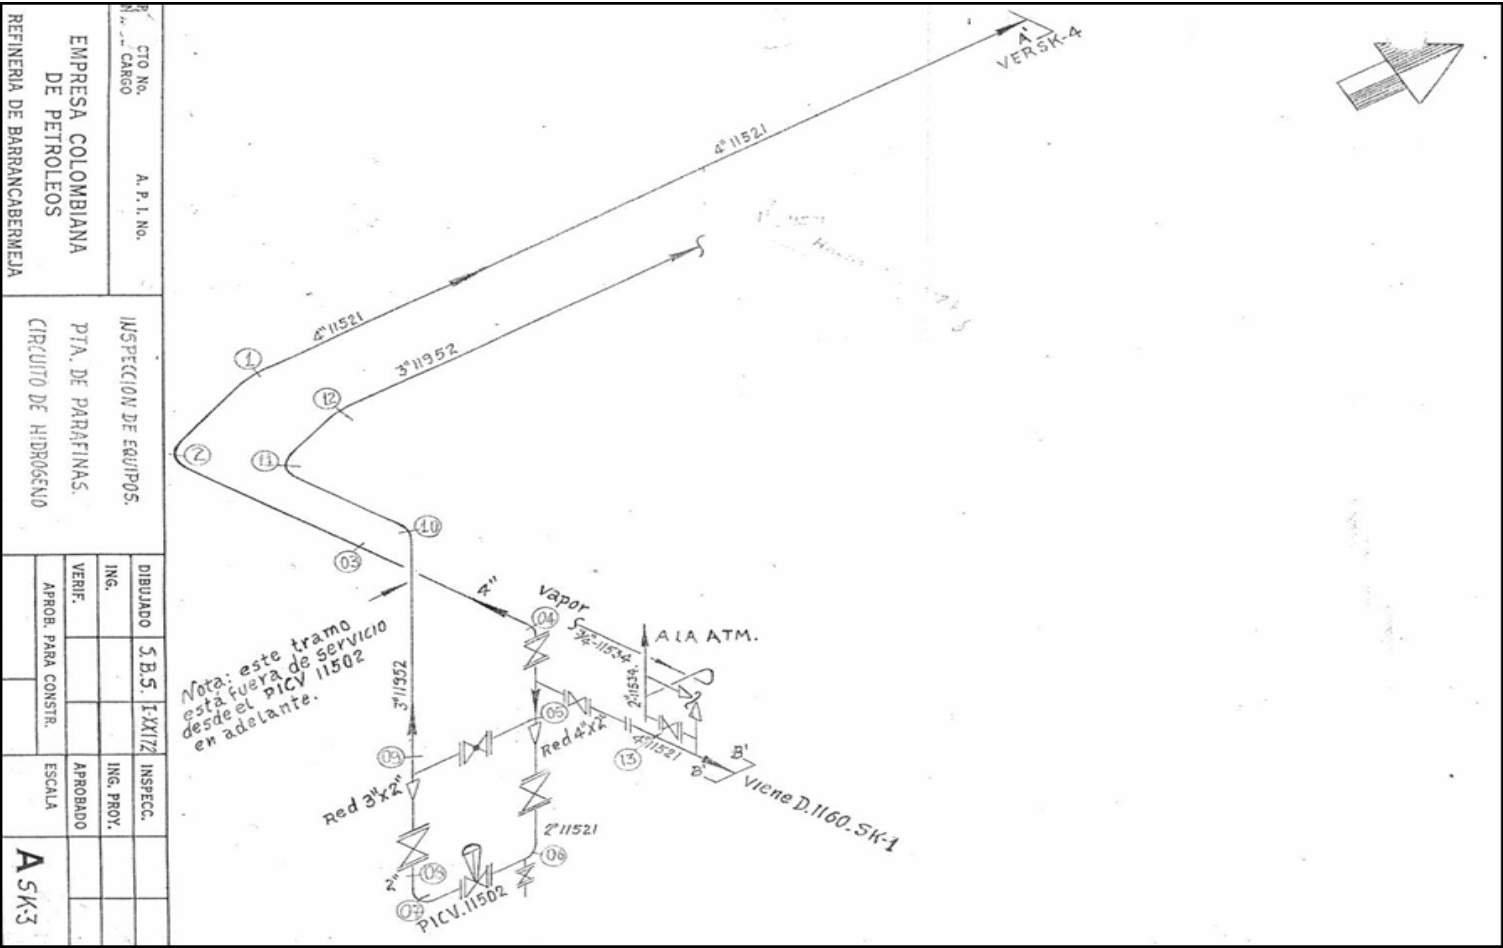 CTO No.
CARGO
A. P. I. No.
EMPRESA COLOMBIANA
DE PETROLEOS
REFINERIA DE BARRANCABERMEJA
INSPECCION DE EQUIPOS.
PTA. DE PARAFINAS.
CIRCUITO DE HIDROGENO
DIBUJADO S.B.S. I-XX172 INSPECC.
ING. ING. PROY.
VERIF. APROBADO
APROB. PARA CONSTR. ESCALA
A SK-3
A'
VER SK-4
4" 11521
4" 11521
3" 11952
1
12
2
11
10
03
4"
04
vapor
3/4"-11534
A LA ATM.
2"-11534.
Nota: este tramo
está fuera de servicio
desde el PICV 11502
en adelante.
3" 11952
09
05
Red 4"x2"
13
4" 11521
B'
B'
Viene D.1160. SK-1
Red 3"x2"
2" 11521
06
2"
07
PICV. 11502